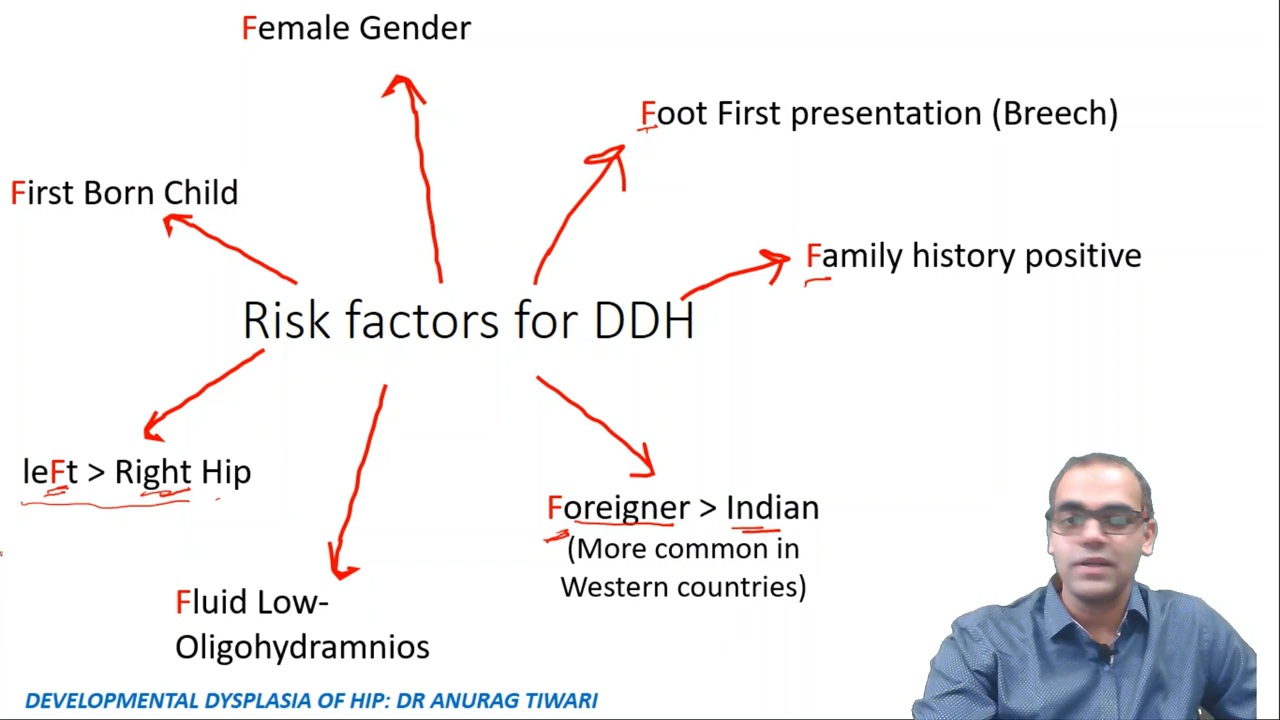 Female Gender
Foot First presentation (Breech)
First Born Child
Family history positive
Risk factors for DDH
leFt > Right Hip
Foreigner > Indian
(More common in
Western countries)
Fluid Low-
Oligohydramnios
DEVELOPMENTAL DYSPLASIA OF HIP: DR ANURAG TIWARI